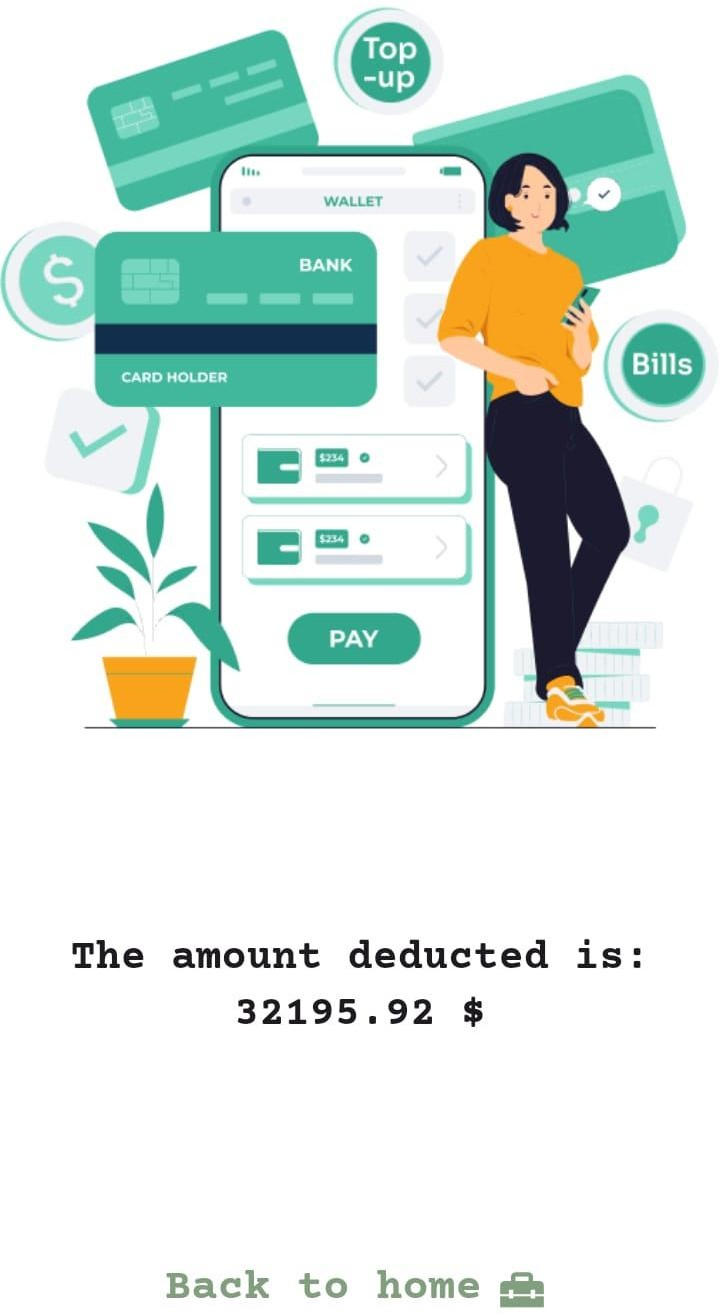 Top
-up
WALLET
BANK
CARD HOLDER
$
Bills
$234
$234
PAY
The amount deducted is:
32195.92 $
Back to home